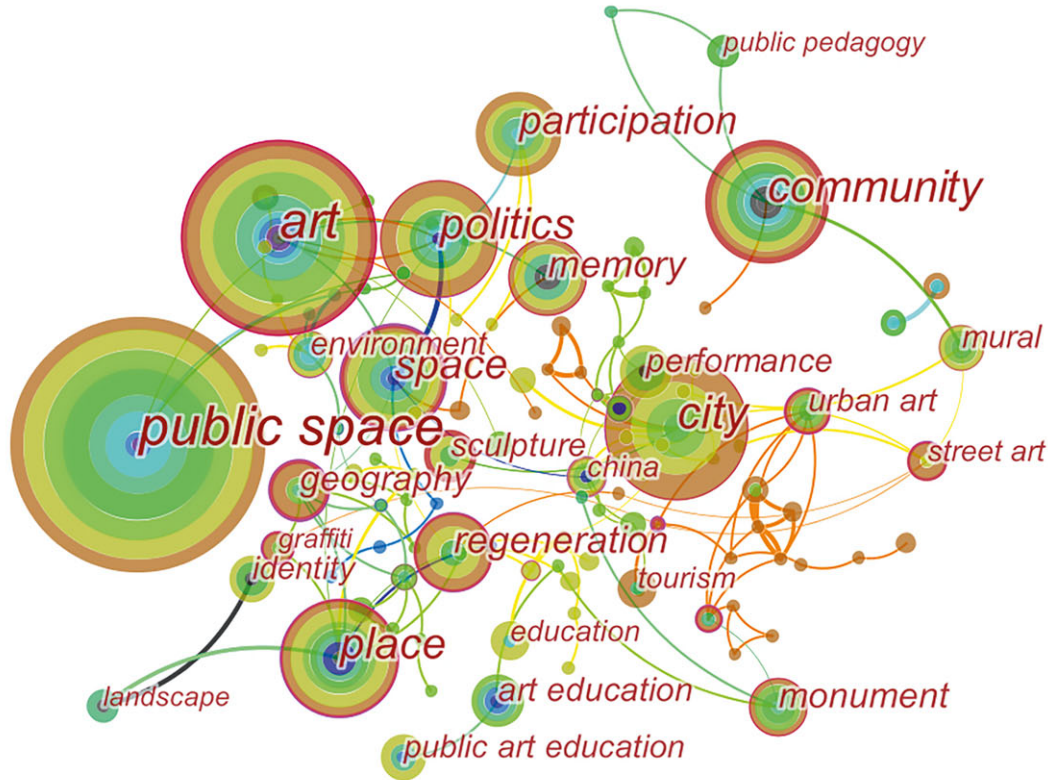 public pedagogy
participation
community
art
politics
memory
environment
space
performance
mural
public space
city
urban art
sculpture
china
street art
geography
graffiti
identity
regeneration
tourism
place
education
landscape
art education
monument
public art education